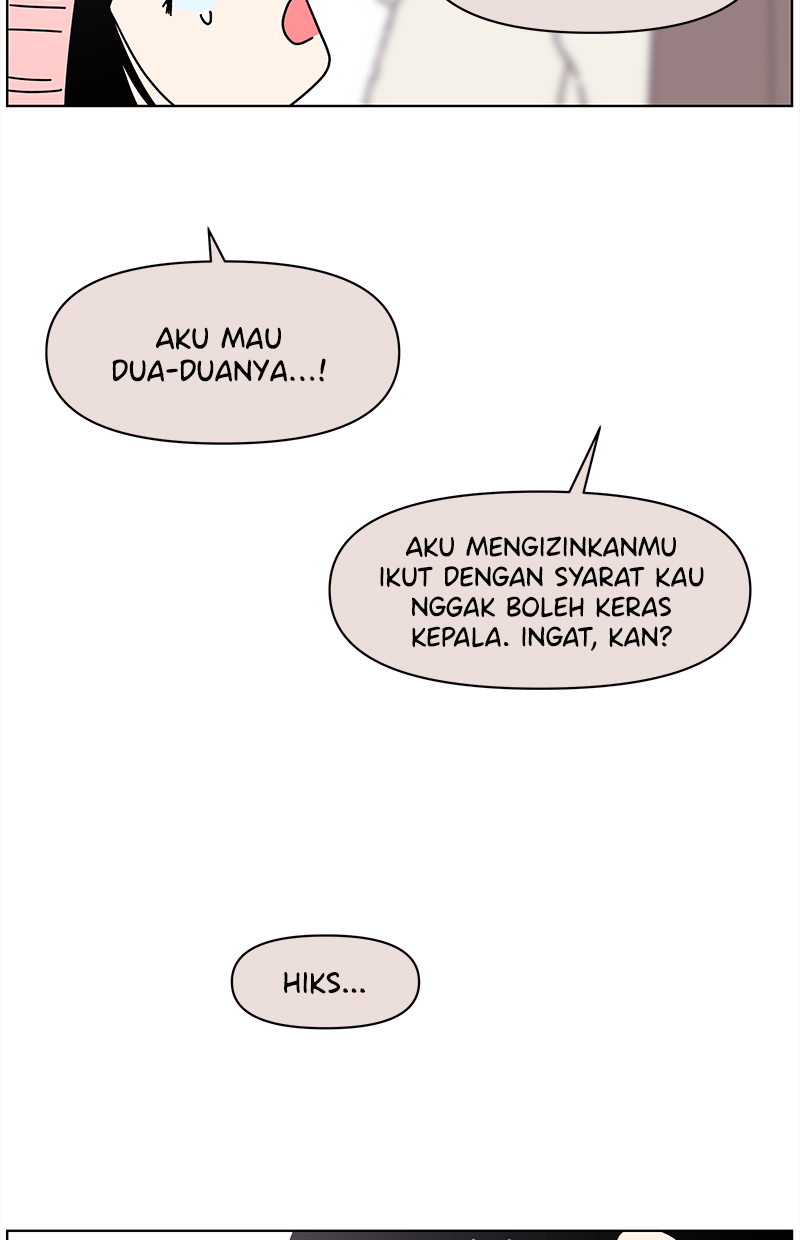 AKU MAU
DUA-DUANYA...!
AKU MENGIZINKANMU
IKUT DENGAN SYARAT KAU
NGGAK BOLEH KERAS
KEPALA. INGAT, KAN?
HIKS...